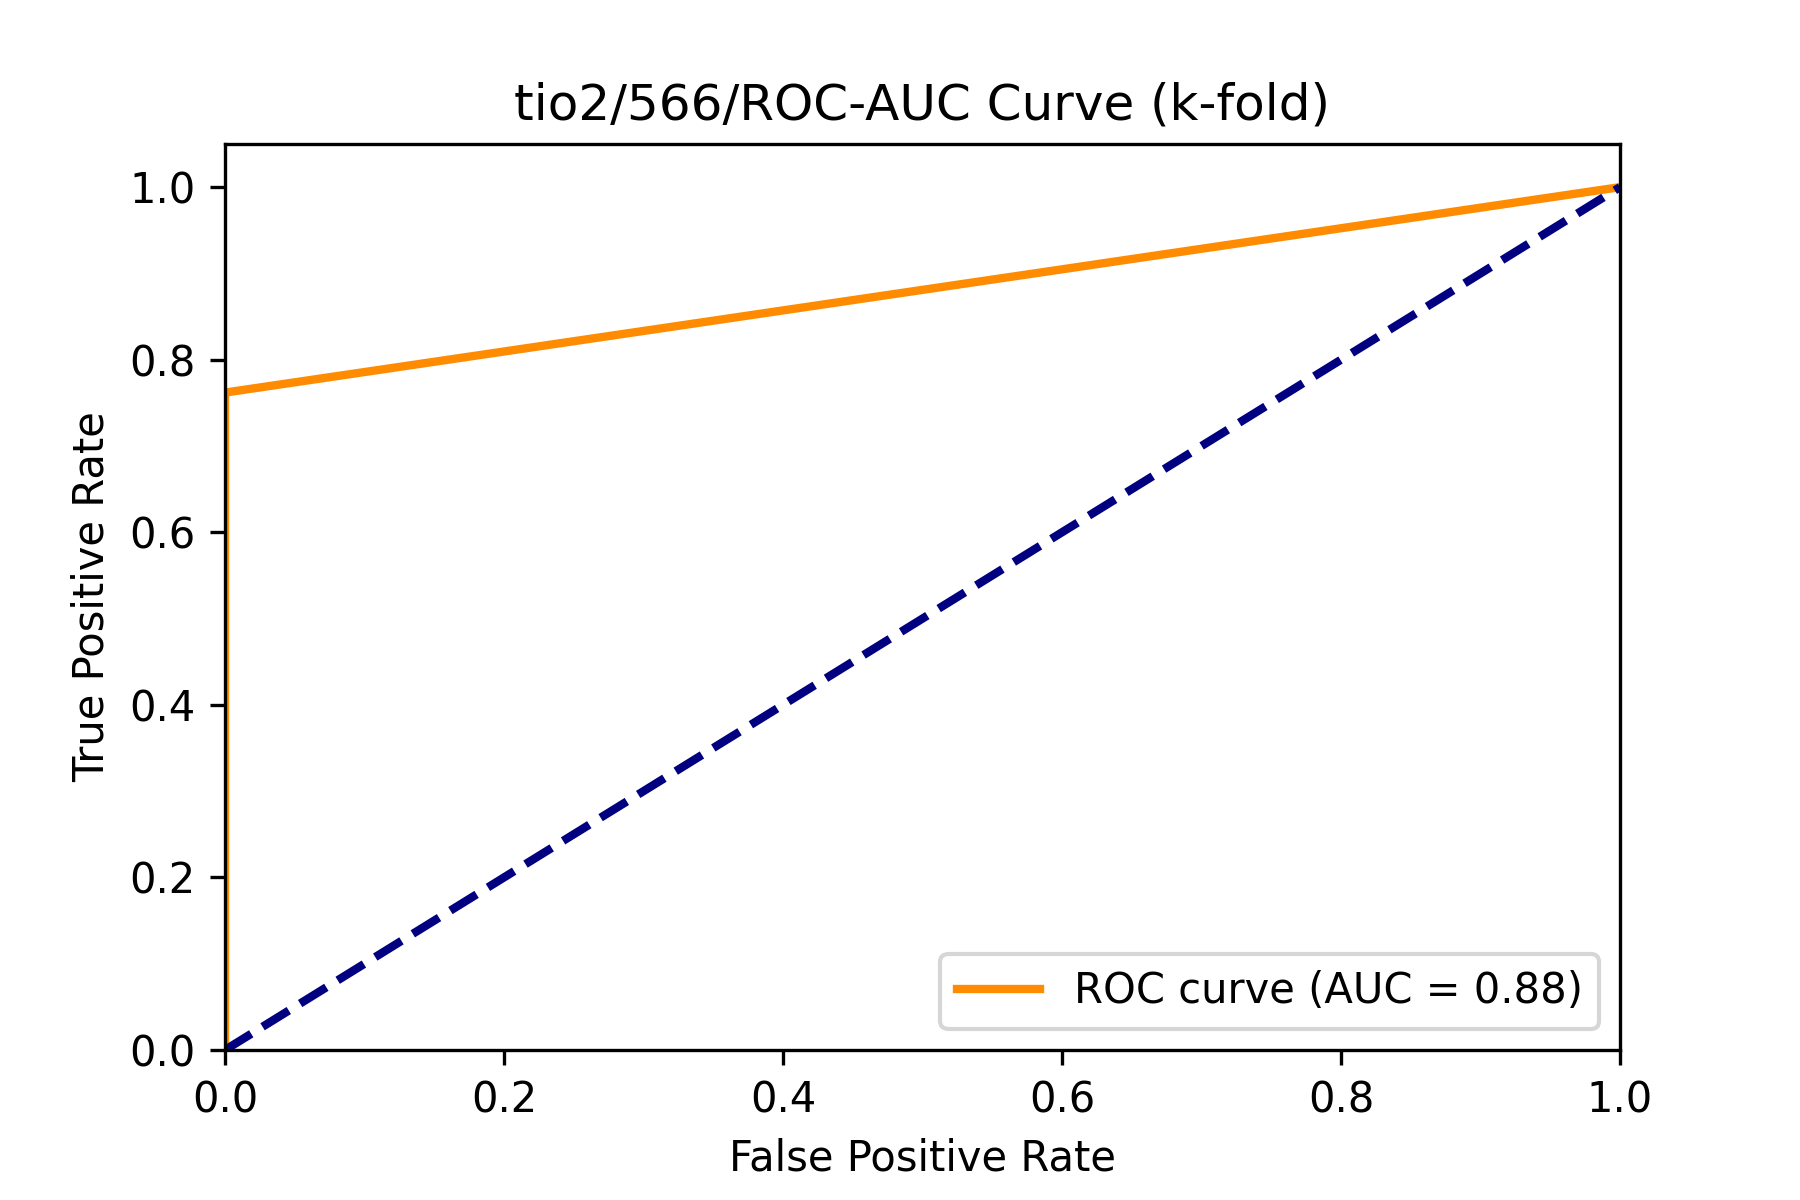 tio2/566/ROC-AUC Curve (k-fold)
1.0
0.8
0.6
0.4
0.2
0.0
True Positive Rate
ROC curve (AUC = 0.88)
0.0 0.2 0.4 0.6 0.8 1.0
False Positive Rate